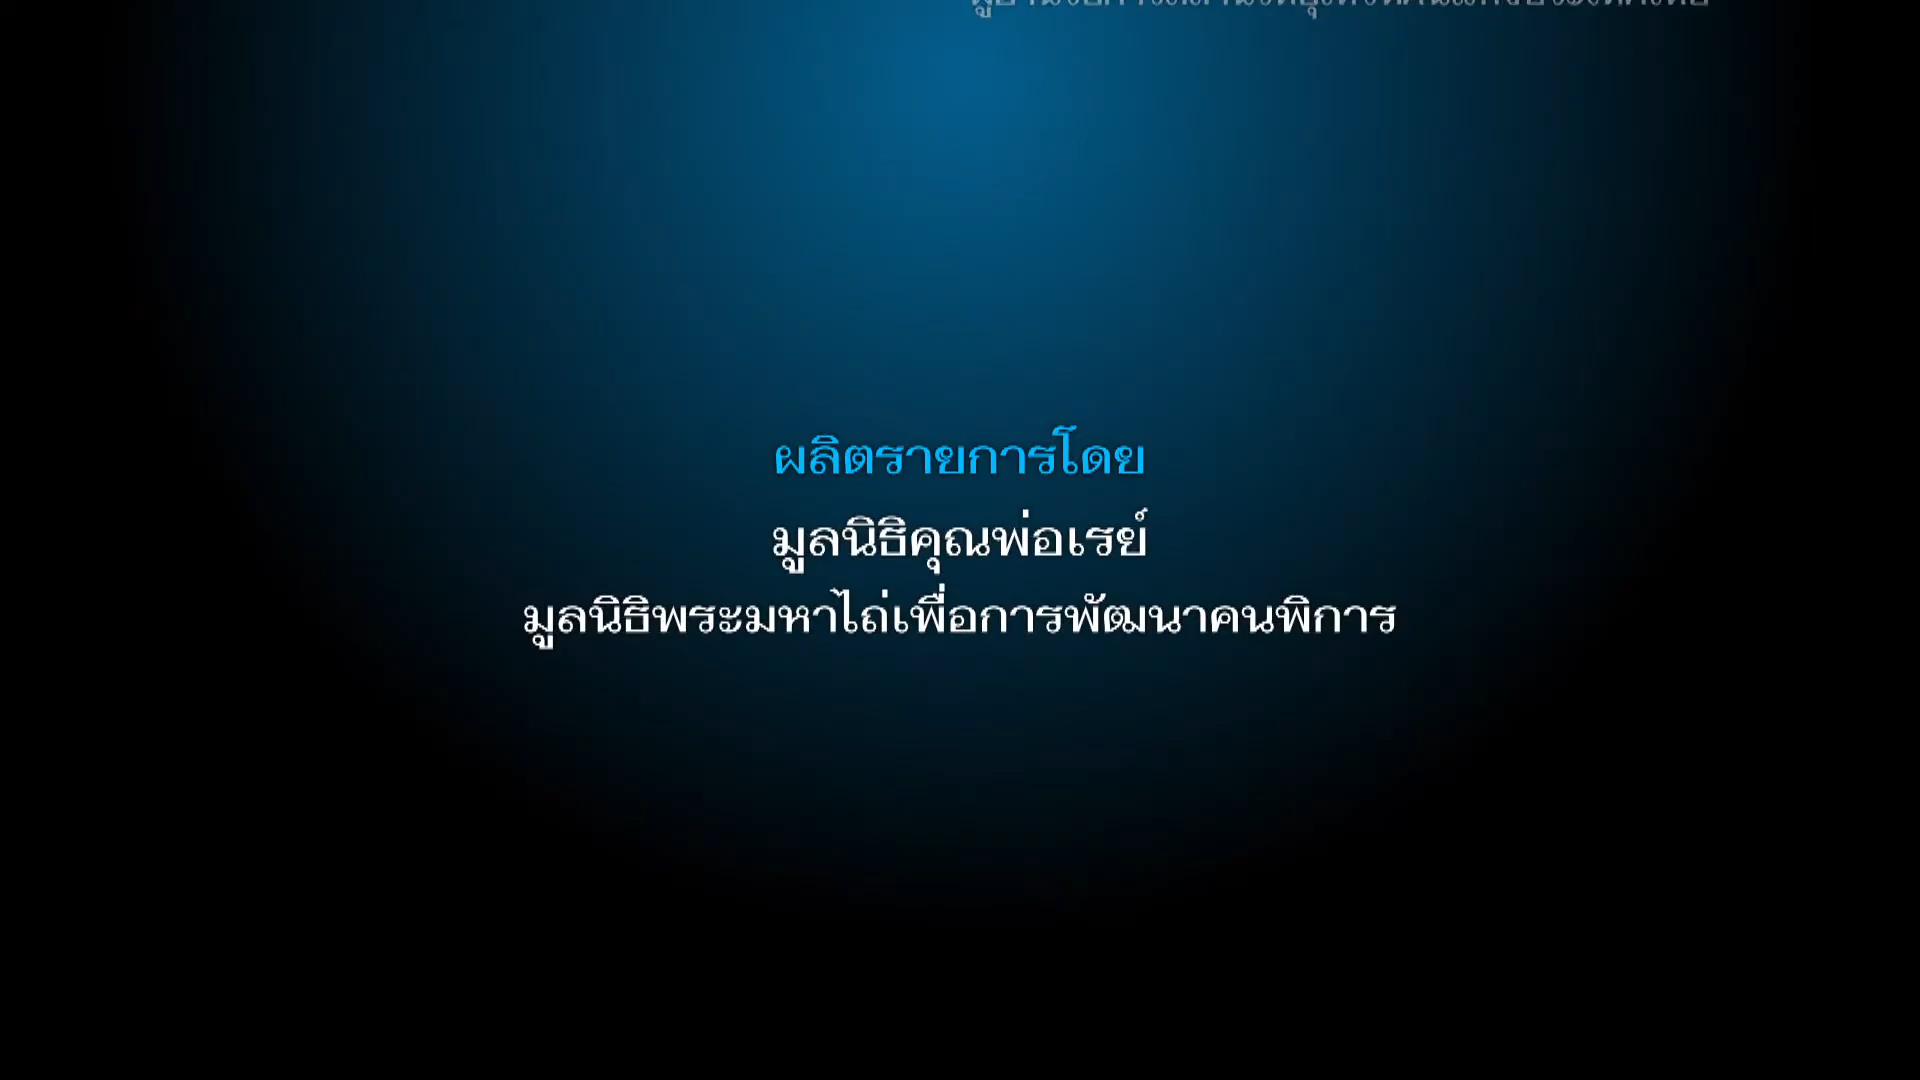 ผลิตรายการโดย
มูลนิธิคุณพ่อเรย์
มูลนิธิพระมหาไถ่เพื่อการพัฒนาคนพิการ